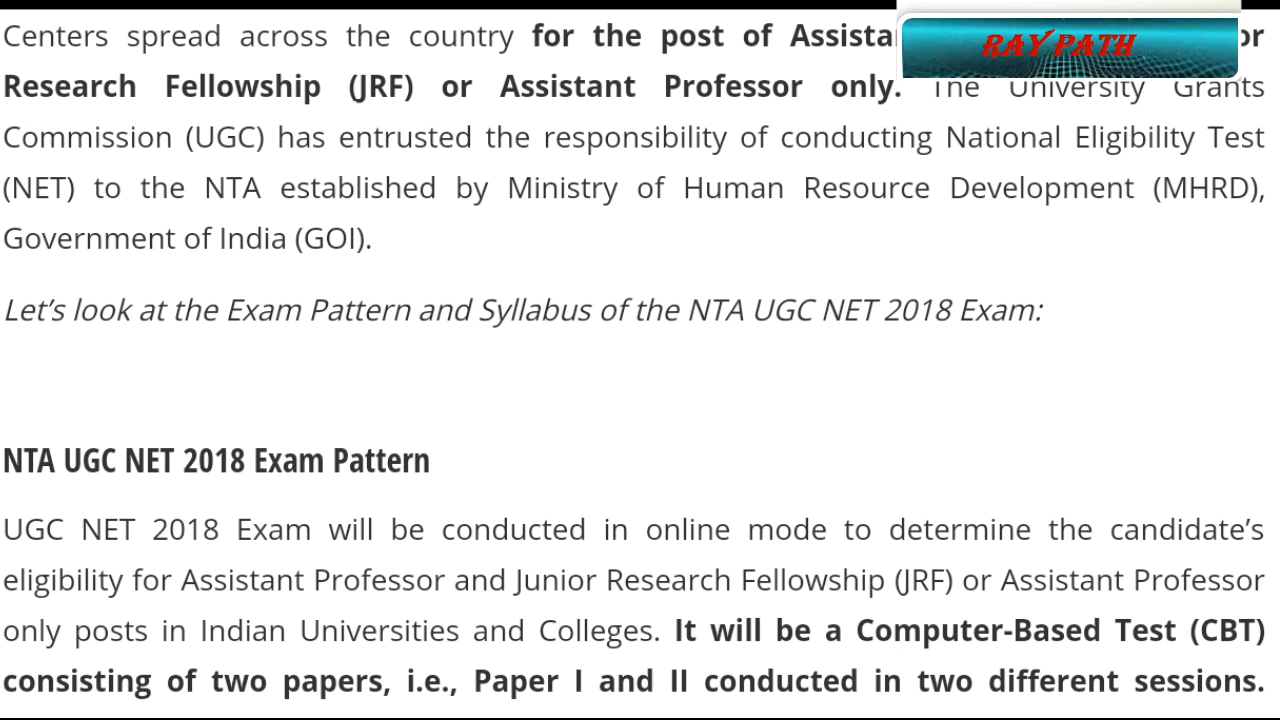 Centers spread across the country for the post of Assista or
RAY PATH
Research Fellowship (JRF) or Assistant Professor only. The University Grants
Commission (UGC) has entrusted the responsibility of conducting National Eligibility Test
(NET) to the NTA established by Ministry of Human Resource Development (MHRD),
Government of India (GOI).
Let's look at the Exam Pattern and Syllabus of the NTA UGC NET 2018 Exam:
NTA UGC NET 2018 Exam Pattern
UGC NET 2018 Exam will be conducted in online mode to determine the candidate's
eligibility for Assistant Professor and Junior Research Fellowship (JRF) or Assistant Professor
only posts in Indian Universities and Colleges. It will be a Computer-Based Test (CBT)
consisting of two papers, i.e., Paper I and II conducted in two different sessions.